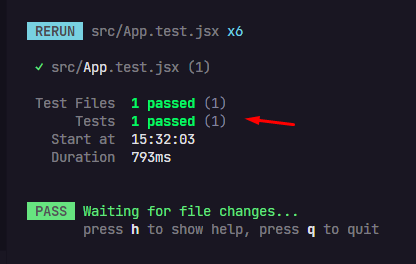 RERUN src/App.test.jsx x6
✓ src/App.test.jsx (1)
Test Files 1 passed (1)
Tests 1 passed (1)
Start at 15:32:03
Duration 793ms
PASS Waiting for file changes...
press h to show help, press q to quit